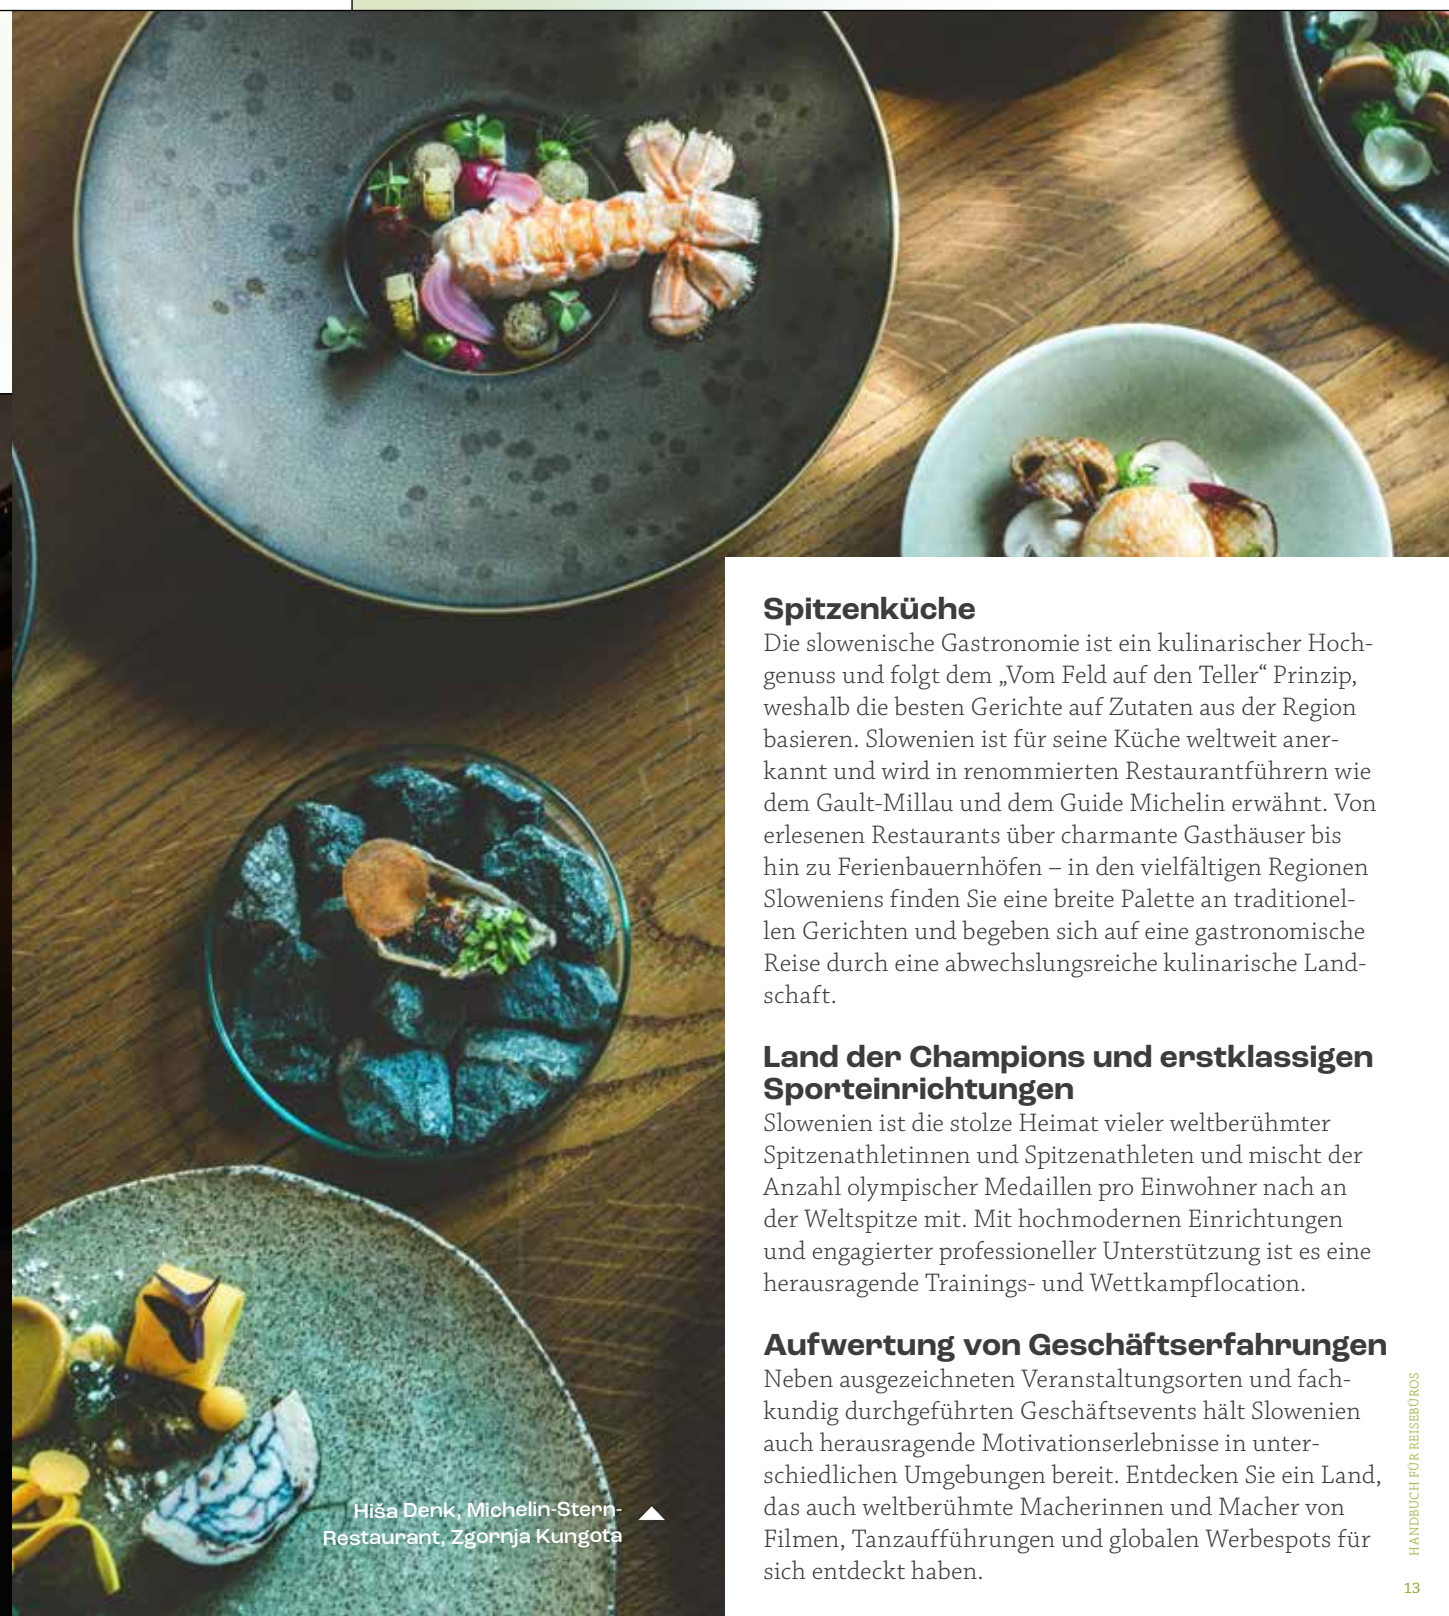 Spitzenküche
Die slowenische Gastronomie ist ein kulinarischer Hoch-
genuss und folgt dem „Vom Feld auf den Teller“ Prinzip,
weshalb die besten Gerichte auf Zutaten aus der Region
basieren. Slowenien ist für seine Küche weltweit aner-
kannt und wird in renommierten Restaurantführern wie
dem Gault-Millau und dem Guide Michelin erwähnt. Von
erlesenen Restaurants über charmante Gasthäuser bis
hin zu Ferienbauernhöfen – in den vielfältigen Regionen
Sloweniens finden Sie eine breite Palette an traditionel-
len Gerichten und begeben sich auf eine gastronomische
Reise durch eine abwechslungsreiche kulinarische Land-
schaft.
Land der Champions und erstklassigen
Sporteinrichtungen
Slowenien ist die stolze Heimat vieler weltberühmter
Spitzenathletinnen und Spitzenathleten und mischt der
Anzahl olympischer Medaillen pro Einwohner nach an
der Weltspitze mit. Mit hochmodernen Einrichtungen
und engagierter professioneller Unterstützung ist es eine
herausragende Trainings- und Wettkampflocation.
Aufwertung von Geschäftserfahrungen
Neben ausgezeichneten Veranstaltungsorten und fach-
kundig durchgeführten Geschäftsevents hält Slowenien
auch herausragende Motivationserlebnisse in unter-
schiedlichen Umgebungen bereit. Entdecken Sie ein Land,
das auch weltberühmte Macherinnen und Macher von
Filmen, Tanzaufführungen und globalen Werbespots für
sich entdeckt haben.
Hiša Denk, Michelin-Stern-
Restaurant, Zgornja Kungota
HANDBUCH FÜR REISEBÜROS
13